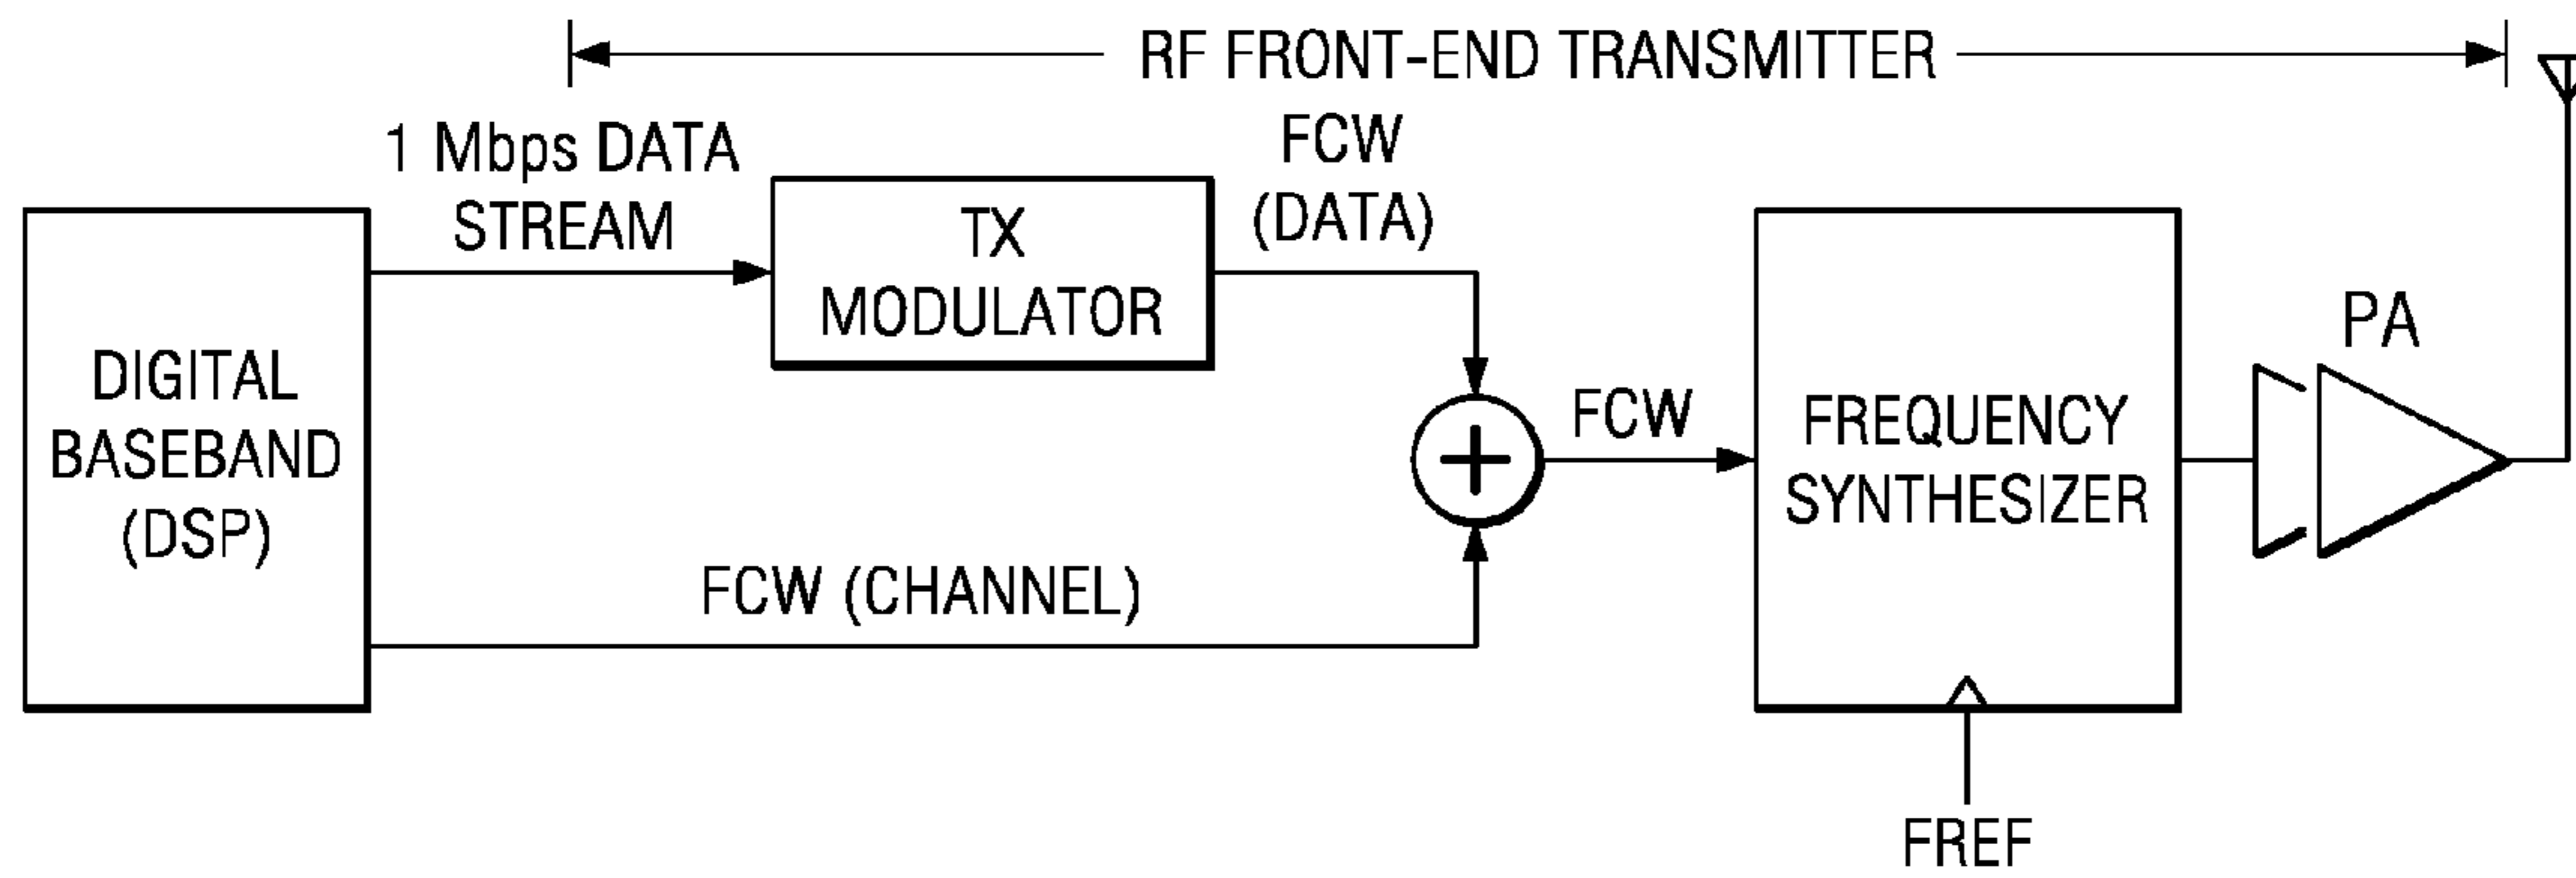 RF FRONT-END TRANSMITTER
1 Mbps DATA
STREAM
FCW
(DATA)
TX
MODULATOR
DIGITAL
BASEBAND
(DSP)
FCW (CHANNEL)
FCW
FREQUENCY
SYNTHESIZER
PA
FREF